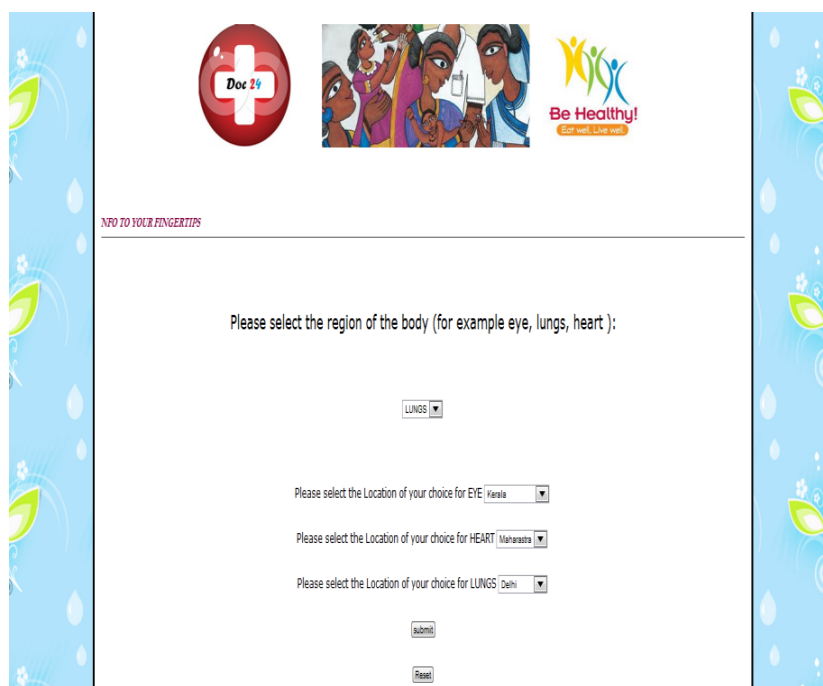 Doc 24
Be Healthy!
Eat well, Live well.
NFO TO YOUR FINGERTIPS
Please select the region of the body (for example eye, lungs, heart ):
LUNGS
Please select the Location of your choice for EYE Kerala
Please select the Location of your choice for HEART Maharastra
Please select the Location of your choice for LUNGS Delhi
submit
Reset